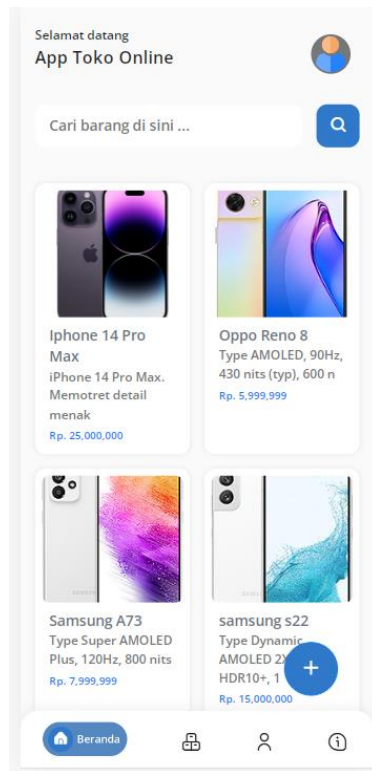 Selamat datang
App Toko Online
Cari barang di sini ...
Iphone 14 Pro
Max
iPhone 14 Pro Max.
Memotret detail
menak
Rp. 25,000,000
Oppo Reno 8
Type AMOLED, 90Hz,
430 nits (typ), 600 n
Rp. 5,999,999
Samsung A73
Type Super AMOLED
Plus, 120Hz, 800 nits
Rp. 7,999,999
samsung s22
Type Dynamic
AMOLED
HDR10+, 1
Rp. 15,000,000
+
Beranda